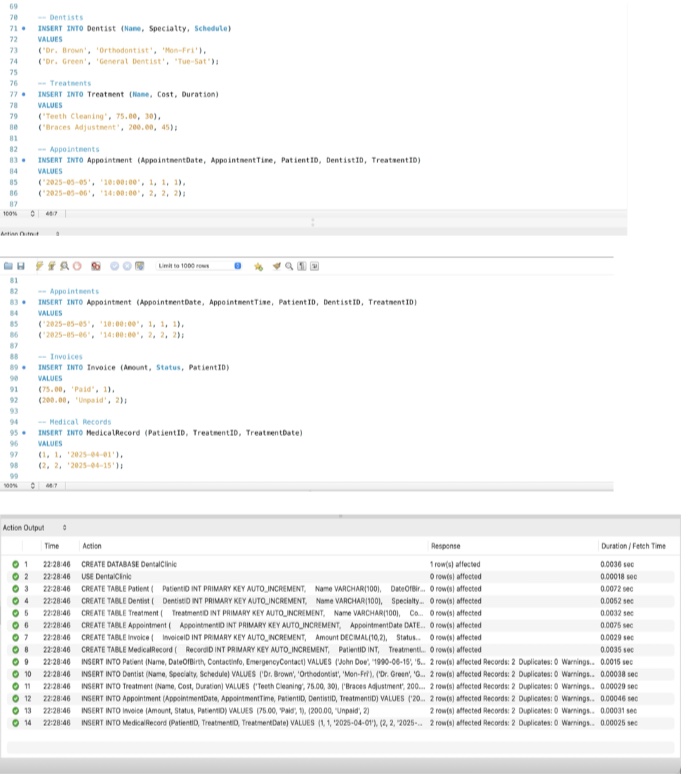 69
70 -- Dentists
71 INSERT INTO Dentist (Name, Specialty, Schedule)
72 VALUES
73 ('Dr. Brown', 'Orthodontist', 'Mon-Fri'),
74 ('Dr. Green', 'General Dentist', 'Tue-Sat');
75
76 -- Treatments
77 INSERT INTO Treatment (Name, Cost, Duration)
78 VALUES
79 ('Teeth Cleaning', 75.00, 30),
80 ('Braces Adjustment', 200.00, 45);
81
82 -- Appointments
83 INSERT INTO Appointment (AppointmentDate, AppointmentTime, PatientID, DentistID, TreatmentID)
84 VALUES
85 ('2025-05-05', '10:00:00', 1, 1, 1),
86 ('2025-05-06', '14:00:00', 2, 2, 2);
87
100% 46:7
Action Output
Limit to 1000 rows
81
82 -- Appointments
83 INSERT INTO Appointment (AppointmentDate, AppointmentTime, PatientID, DentistID, TreatmentID)
84 VALUES
85 ('2025-05-05', '10:00:00', 1, 1, 1),
86 ('2025-05-06', '14:00:00', 2, 2, 2);
87
88 -- Invoices
89 INSERT INTO Invoice (Amount, Status, PatientID)
90 VALUES
91 (75.00, 'Paid', 1),
92 (200.00, 'Unpaid', 2);
93
94 -- Medical Records
95 INSERT INTO MedicalRecord (PatientID, TreatmentID, TreatmentDate)
96 VALUES
97 (1, 1, '2025-04-01'),
98 (2, 2, '2025-04-15');
99
100% 46:7
Action Output
Time Action Response Duration / Fetch Time
1 22:28:46 CREATE DATABASE DentalClinic 1 row(s) affected 0.0036 sec
2 22:28:46 USE DentalClinic 0 row(s) affected 0.00018 sec
3 22:28:46 CREATE TABLE Patient ( PatientID INT PRIMARY KEY AUTO_INCREMENT, Name VARCHAR(100), DateOfBir... 0 row(s) affected 0.0072 sec
4 22:28:46 CREATE TABLE Dentist ( DentistID INT PRIMARY KEY AUTO_INCREMENT, Name VARCHAR(100), Specialty... 0 row(s) affected 0.0052 sec
5 22:28:46 CREATE TABLE Treatment ( TreatmentID INT PRIMARY KEY AUTO_INCREMENT, Name VARCHAR(100), Co... 0 row(s) affected 0.0032 sec
6 22:28:46 CREATE TABLE Appointment ( AppointmentID INT PRIMARY KEY AUTO_INCREMENT, AppointmentDate DATE... 0 row(s) affected 0.0075 sec
7 22:28:46 CREATE TABLE Invoice ( InvoiceID INT PRIMARY KEY AUTO_INCREMENT, Amount DECIMAL(10,2), Status... 0 row(s) affected 0.0029 sec
8 22:28:46 CREATE TABLE MedicalRecord ( RecordID INT PRIMARY KEY AUTO_INCREMENT, PatientID INT, TreatmentI... 0 row(s) affected 0.0035 sec
9 22:28:46 INSERT INTO Patient (Name, DateOfBirth, ContactInfo, EmergencyContact) VALUES ('John Doe', '1990-06-15', '5... 2 row(s) affected Records: 2 Duplicates: 0 Warnings... 0.0015 sec
10 22:28:46 INSERT INTO Dentist (Name, Specialty, Schedule) VALUES ('Dr. Brown', 'Orthodontist', 'Mon-Fri'), ('Dr. Green', 'G... 2 row(s) affected Records: 2 Duplicates: 0 Warnings... 0.00038 sec
11 22:28:46 INSERT INTO Treatment (Name, Cost, Duration) VALUES ('Teeth Cleaning', 75.00, 30), ('Braces Adjustment', 200... 2 row(s) affected Records: 2 Duplicates: 0 Warnings... 0.00029 sec
12 22:28:46 INSERT INTO Appointment (AppointmentDate, AppointmentTime, PatientID, DentistID, TreatmentID) VALUES ('20... 2 row(s) affected Records: 2 Duplicates: 0 Warnings... 0.00046 sec
13 22:28:46 INSERT INTO Invoice (Amount, Status, PatientID) VALUES (75.00, 'Paid', 1), (200.00, 'Unpaid', 2) 2 row(s) affected Records: 2 Duplicates: 0 Warnings... 0.00031 sec
14 22:28:46 INSERT INTO MedicalRecord (PatientID, TreatmentID, TreatmentDate) VALUES (1, 1, '2025-04-01'), (2, 2, '2025-... 2 row(s) affected Records: 2 Duplicates: 0 Warnings... 0.00025 sec